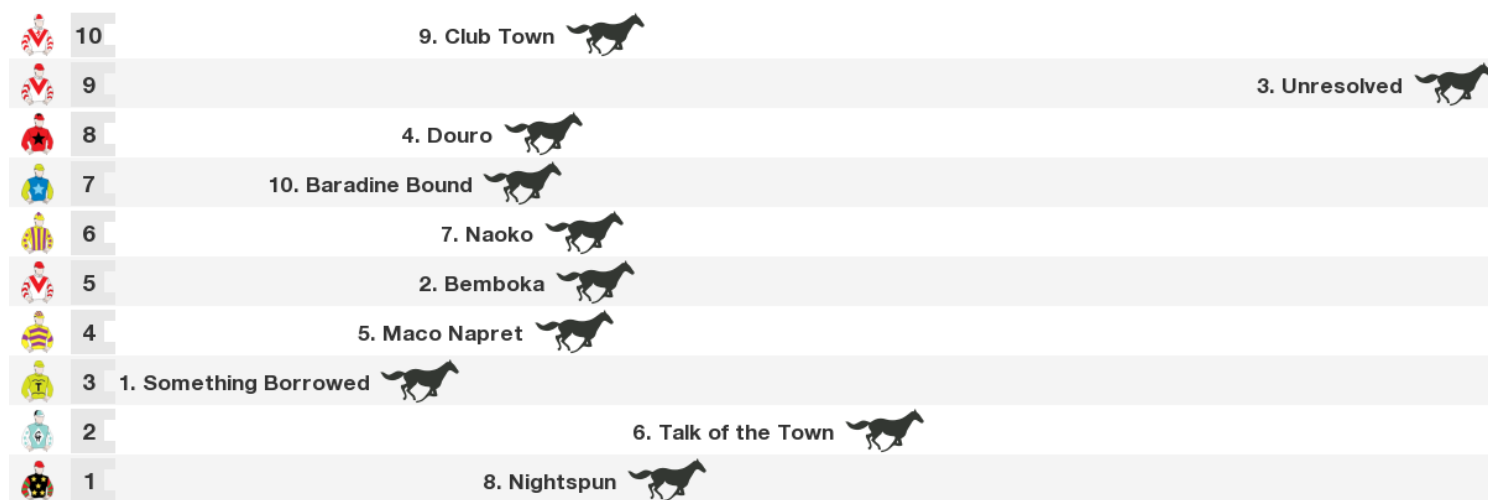 10 9. Club Town
9 3. Unresolved
8 4. Douro
7 10. Baradine Bound
6 7. Naoko
5 2. Bemboka
4 5. Maco Napret
3 1. Something Borrowed
T
2 6. Talk of the Town
1 8. Nightspun